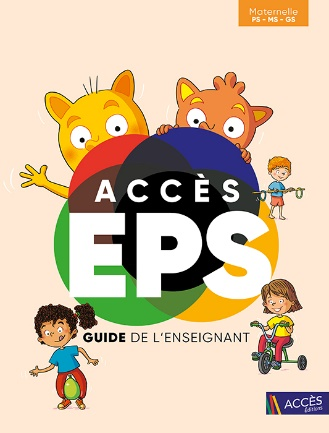 Maternelle
PS - MS - GS
ACCÈS
EPS
GUIDE DE L'ENSEIGNANT
ACCÈS
Éditions